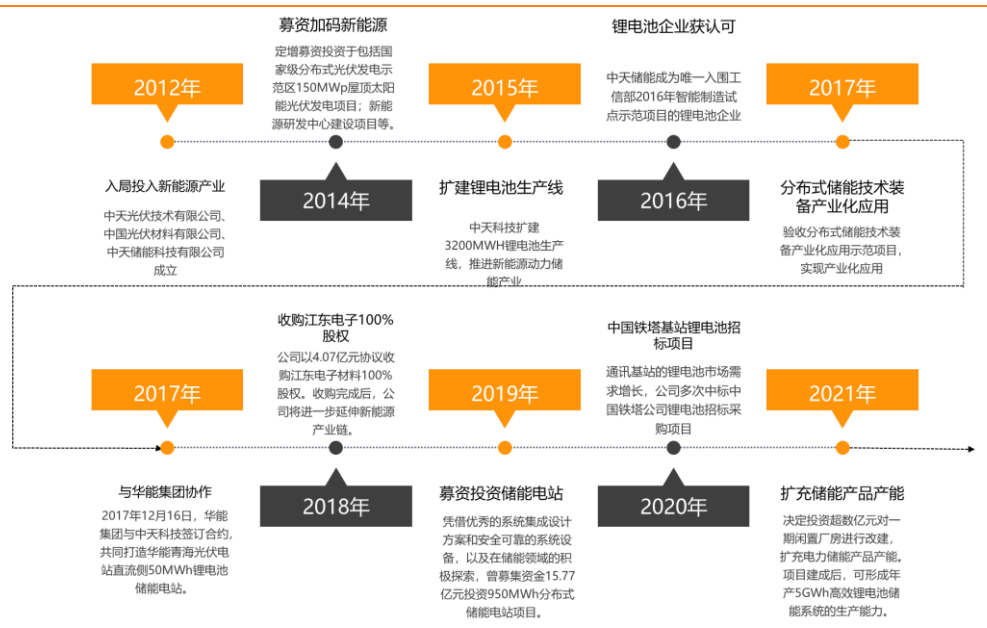 2012年
入局投入新能源产业
中天光伏技术有限公司、
中国光伏材料有限公司、
中天储能科技有限公司
成立
募资加码新能源
定增募资投资于包括国
家级分布式光伏发电示
范区150MWp屋顶太阳
能光伏发电项目；新能
源研发中心建设项目等。
2014年
2015年
扩建锂电池生产线
中天科技扩建
3200MWH锂电池生产
线，推进新能源动力储
能产业
锂电池企业获认可
中天储能成为唯一入围工
信部2016年智能制造试
点示范项目的锂电池企业
2016年
2017年
分布式储能技术装
备产业化应用
验收分布式储能技术装
备产业化应用示范项目，
实现产业化应用
2017年
与华能集团协作
2017年12月16日，华能
集团与中天科技签订合约，
共同打造华能青海光伏电
站直流侧50MWh锂电池
储能电站。
收购江东电子100%
股权
公司以4.07亿元协议收
购江东电子材料100%
股权。收购完成后，公
司将进一步延伸新能源
产业链。
2018年
2019年
募资投资储能电站
凭借优秀的系统集成设计
方案和安全可靠的系统设
备，以及在储能领域的积
极探索，曾募集资金15.77
亿元投资950MWh分布式
储能电站项目。
中国铁塔基站锂电池招
标项目
通讯基站的锂电池市场需
求增长，公司多次中标中
国铁塔公司锂电池招标采
购项目
2020年
2021年
扩充储能产品产能
决定投资超数亿元对一
期闲置厂房进行改建，
扩充电力储能产品产能。
项目建成后，可形成年
产5GWh高效锂电池储
能系统的生产能力。